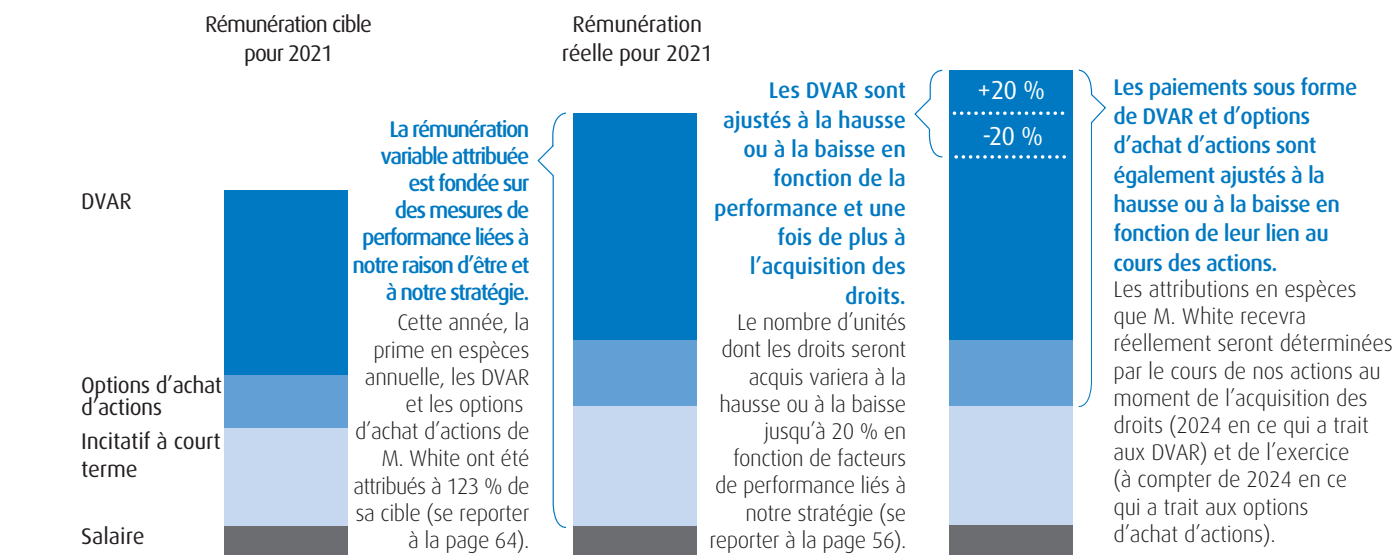 Rémunération cible
pour 2021
Rémunération
réelle pour 2021
DVAR
Options d'achat
d'actions
Incitatif à court
terme
Salaire
La rémunération
variable attribuée
est fondée sur
des mesures de
performance liées à
notre raison d'être et
à notre stratégie.
Cette année, la
prime en espèces
annuelle, les DVAR
et les options
d'achat d'actions de
M. White ont été
attribués à 123 % de
sa cible (se reporter
à la page 64).
Les DVAR sont
ajustés à la hausse
ou à la baisse en
fonction de la
performance et une
fois de plus à
l'acquisition des
droits.
Le nombre d'unités
dont les droits seront
acquis variera à la
hausse ou à la baisse
jusqu'à 20 % en
fonction de facteurs
de performance liés à
notre stratégie (se
reporter à la page 56).
+20 %
-20 %
Les paiements sous forme
de DVAR et d'options
d'achat d'actions sont
également ajustés à la
hausse ou à la baisse en
fonction de leur lien au
cours des actions.
Les attributions en espèces
que M. White recevra
réellement seront déterminées
par le cours de nos actions au
moment de l'acquisition des
droits (2024 en ce qui a trait
aux DVAR) et de l'exercice
(à compter de 2024 en ce
qui a trait aux options
d'achat d'actions).